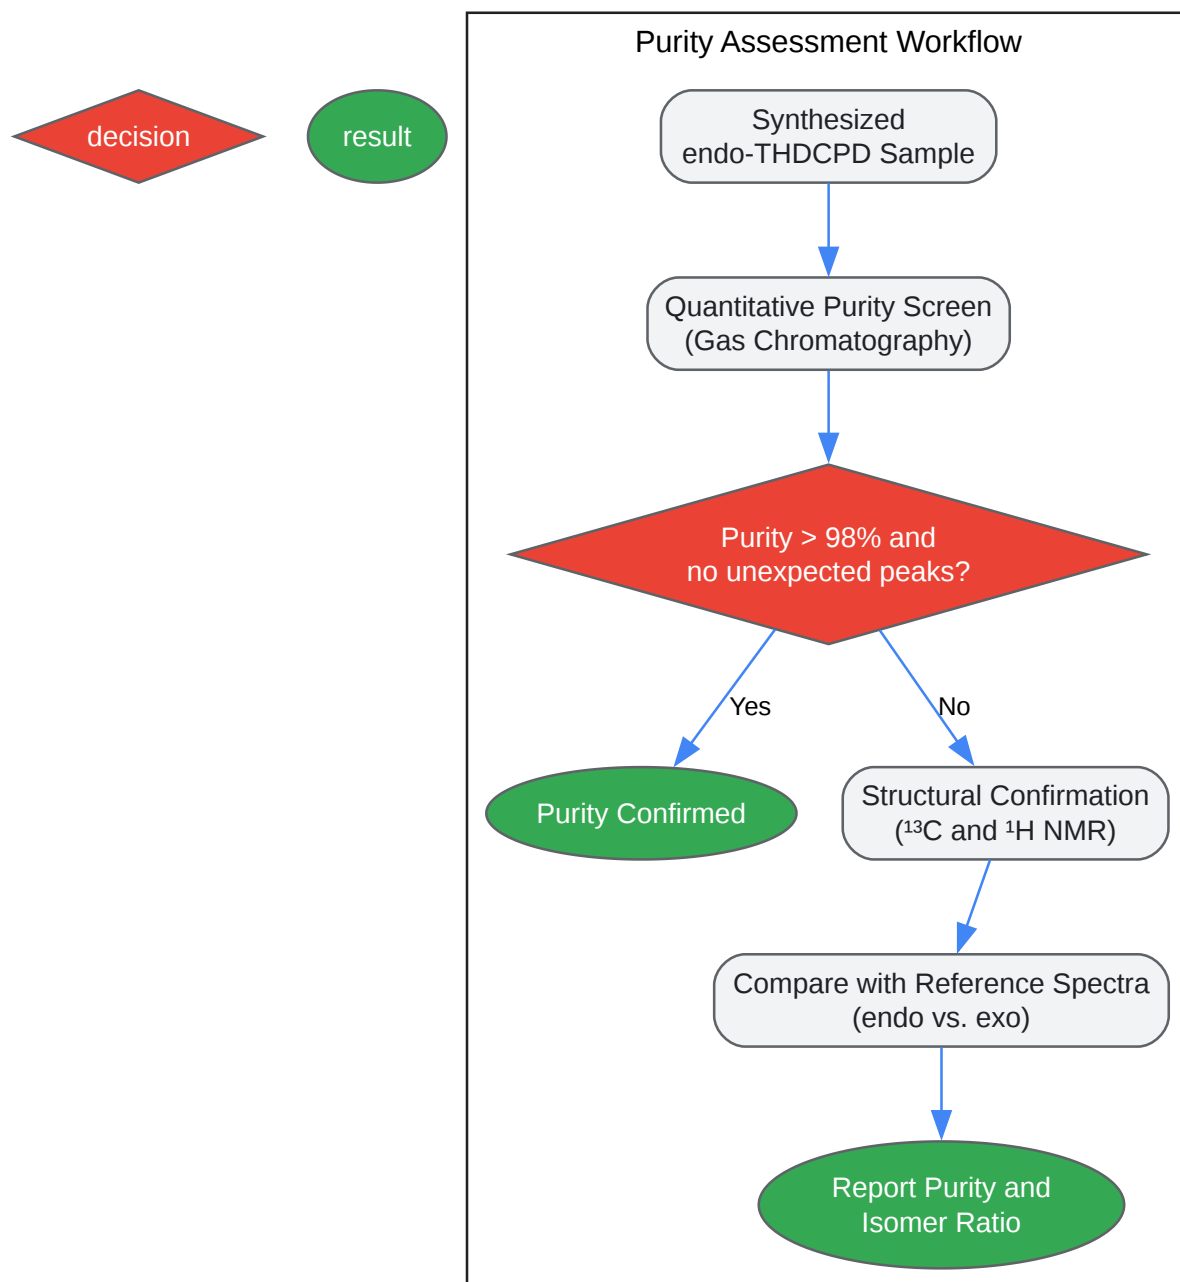 Purity Assessment Workflow
decision
result
Synthesized
endo-THDCPD Sample
Quantitative Purity Screen
(Gas Chromatography)
Purity > 98% and
no unexpected peaks?
Yes
No
Purity Confirmed
Structural Confirmation
(¹³C and ¹H NMR)
Compare with Reference Spectra
(endo vs. exo)
Report Purity and
Isomer Ratio